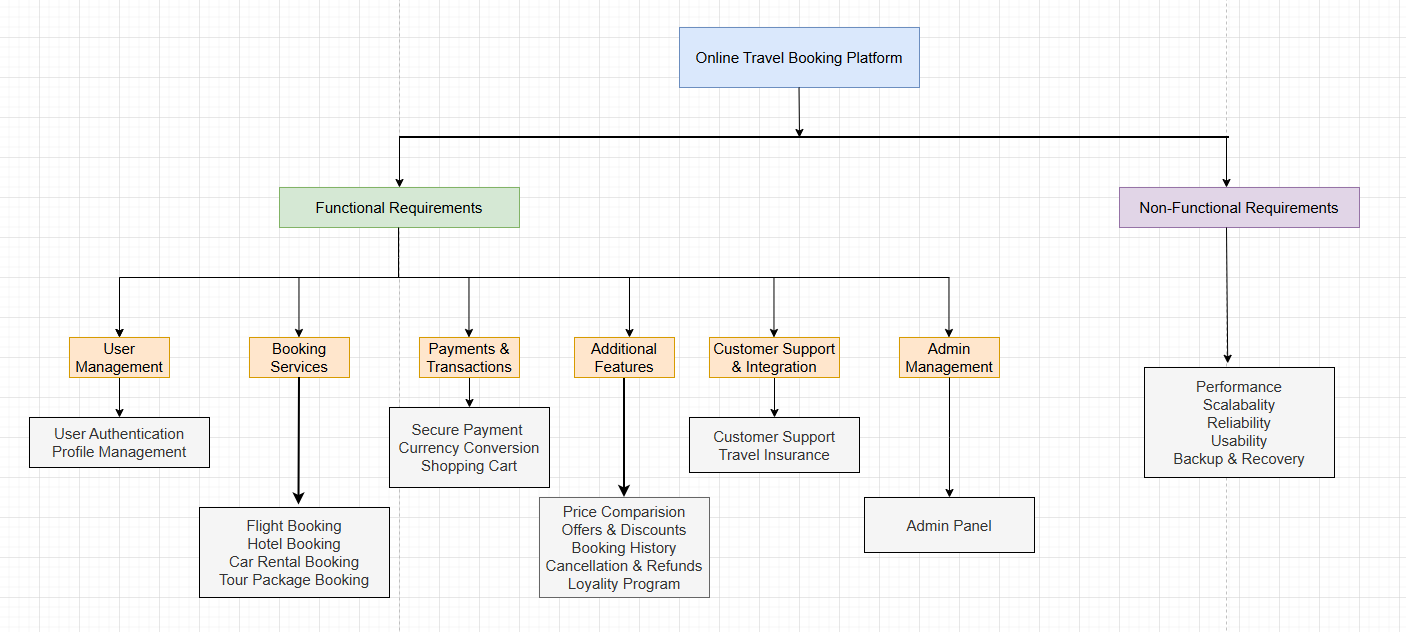 Online Travel Booking Platform
Functional Requirements
Non-Functional Requirements
User
Management
Booking
Services
Payments &
Transactions
Additional
Features
Customer Support
& Integration
Admin
Management
User Authentication
Profile Management
Flight Booking
Hotel Booking
Car Rental Booking
Tour Package Booking
Secure Payment
Currency Conversion
Shopping Cart
Price Comparision
Offers & Discounts
Booking History
Cancellation & Refunds
Loyality Program
Customer Support
Travel Insurance
Admin Panel
Performance
Scalabality
Reliability
Usability
Backup & Recovery